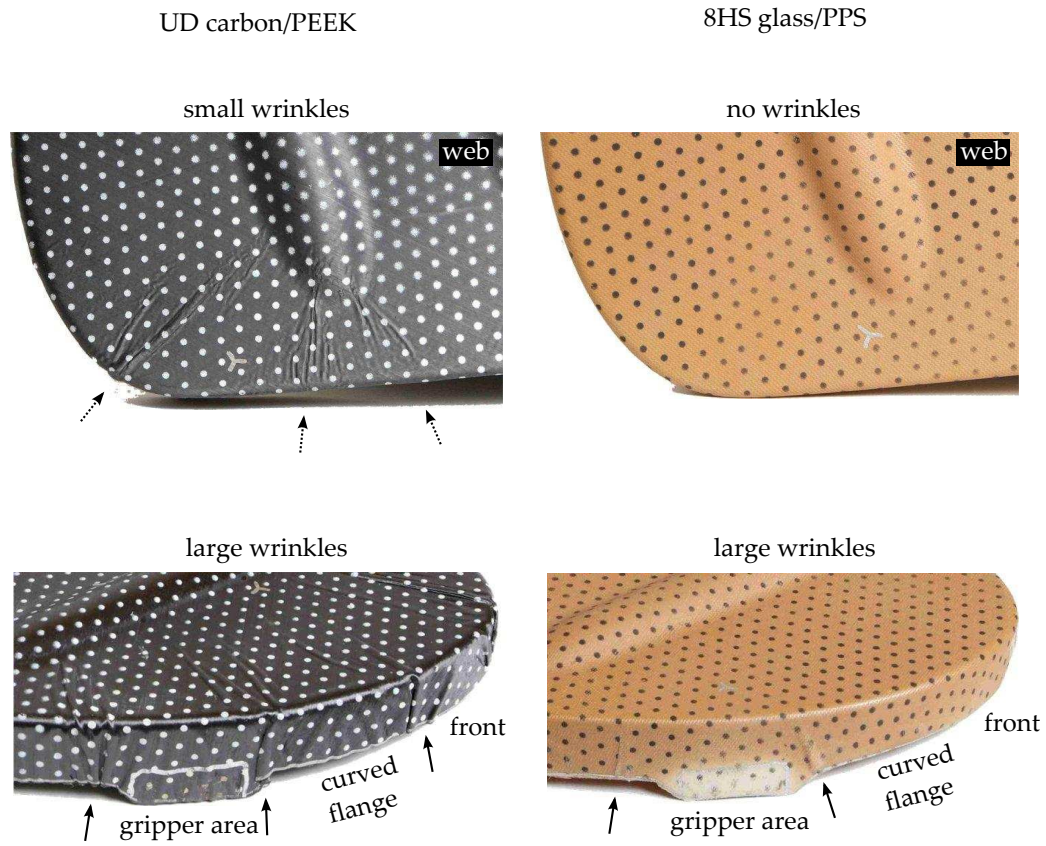 UD carbon/PEEK
8HS glass/PPS
small wrinkles
no wrinkles
web
web
large wrinkles
large wrinkles
front
curved
flange
gripper area
front
curved
flange
gripper area